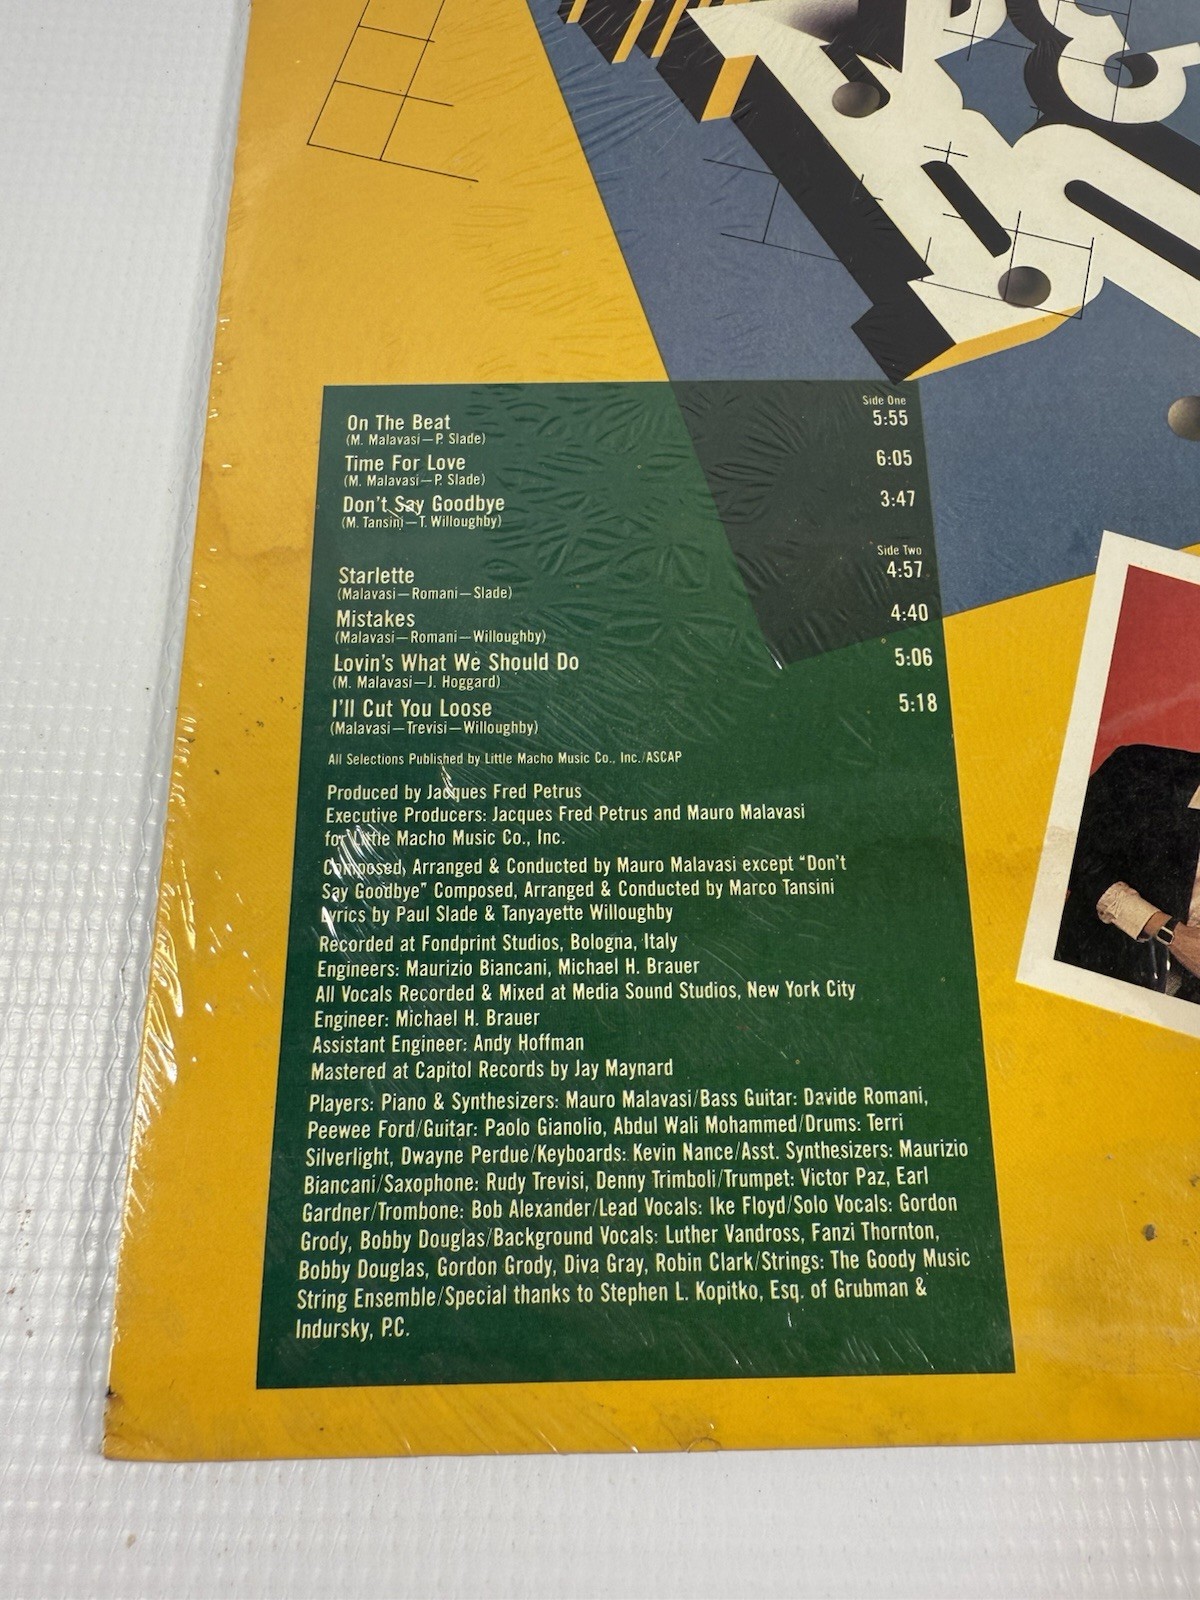 Side One
On The Beat 5:55
(M. Malavasi—P. Slade)
Time For Love 6:05
(M. Malavasi—P. Slade)
Don't Say Goodbye 3:47
(M. Tansini—T. Willoughby)
Side Two
Starlette 4:57
(Malavasi—Romani—Slade)
Mistakes 4:40
(Malavasi—Romani—Willoughby)
Lovin's What We Should Do 5:06
(M. Malavasi—J. Hoggard)
I'll Cut You Loose 5:18
(Malavasi—Trevisi—Willoughby)
All Selections Published by Little Macho Music Co., Inc./ASCAP
Produced by Jacques Fred Petrus
Executive Producers: Jacques Fred Petrus and Mauro Malavasi
for Little Macho Music Co., Inc.
Composed, Arranged & Conducted by Mauro Malavasi except "Don't
Say Goodbye" Composed, Arranged & Conducted by Marco Tansini
Lyrics by Paul Slade & Tanyayette Willoughby
Recorded at Fondprint Studios, Bologna, Italy
Engineers: Maurizio Biancani, Michael H. Brauer
All Vocals Recorded & Mixed at Media Sound Studios, New York City
Engineer: Michael H. Brauer
Assistant Engineer: Andy Hoffman
Mastered at Capitol Records by Jay Maynard
Players: Piano & Synthesizers: Mauro Malavasi/Bass Guitar: Davide Romani,
Peewee Ford/Guitar: Paolo Gianolio, Abdul Wali Mohammed/Drums: Terri
Silverlight, Dwayne Perdue/Keyboards: Kevin Nance/Asst. Synthesizers: Maurizio
Biancani/Saxophone: Rudy Trevisi, Denny Trimboli/Trumpet: Victor Paz, Earl
Gardner/Trombone: Bob Alexander/Lead Vocals: Ike Floyd/Solo Vocals: Gordon
Grody, Bobby Douglas/Background Vocals: Luther Vandross, Fanzi Thornton,
Bobby Douglas, Gordon Grody, Diva Gray, Robin Clark/Strings: The Goody Music
String Ensemble/Special thanks to Stephen L. Kopitko, Esq. of Grubman &
Indursky, P.C.